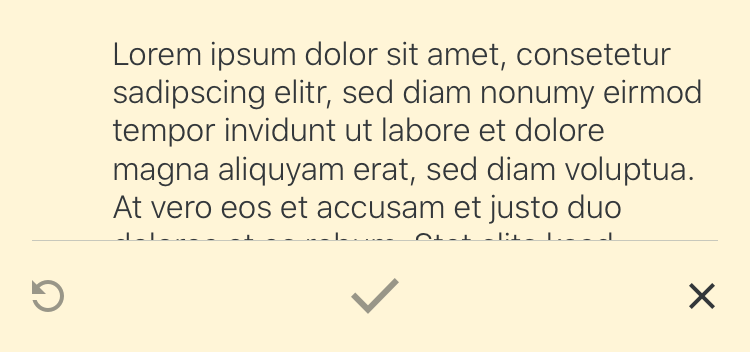 Lorem ipsum dolor sit amet, consetetur
sadipscing elitr, sed diam nonumy eirmod
tempor invidunt ut labore et dolore
magna aliquyam erat, sed diam voluptua.
At vero eos et accusam et justo duo